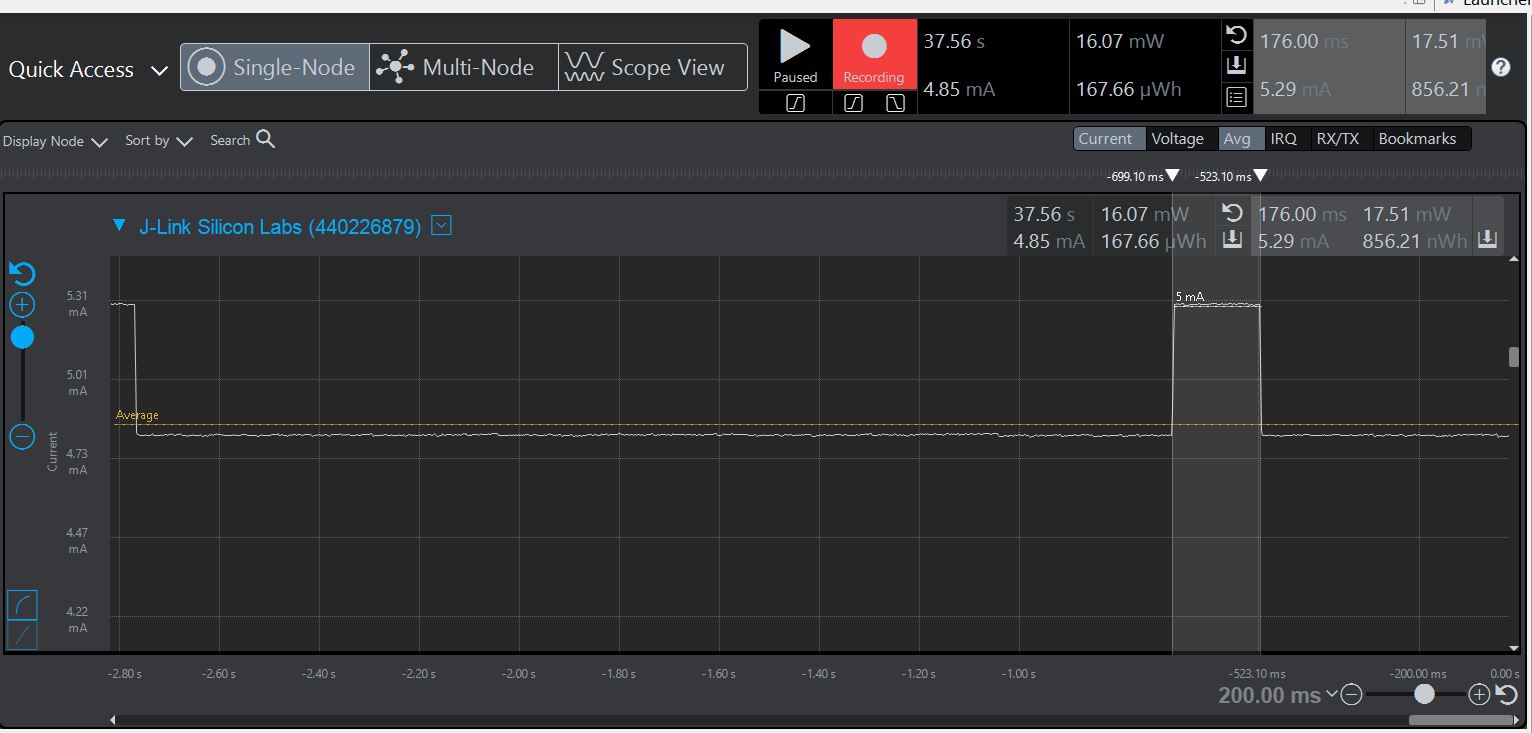 Launcher
Quick Access Single-Node Multi-Node Scope View
Paused Recording
37.56 s 16.07 mW 176.00 ms 17.51 mW
4.85 mA 167.66 µWh 5.29 mA 856.21 n
Display Node Sort by Search
Current Voltage Avg IRQ RX/TX Bookmarks
-699.10 ms -523.10 ms
J-Link Silicon Labs (440226879)
37.56 s 16.07 mW 176.00 ms 17.51 mW
4.85 mA 167.66 µWh 5.29 mA 856.21 nWh
5.31 mA
5 mA
5.01 mA
Average
Current
4.73 mA
4.47 mA
4.22 mA
-2.80 s -2.60 s -2.40 s -2.20 s -2.00 s -1.80 s -1.60 s -1.40 s -1.20 s -1.00 s -523.10 ms -200.00 ms 0.00 s
200.00 ms